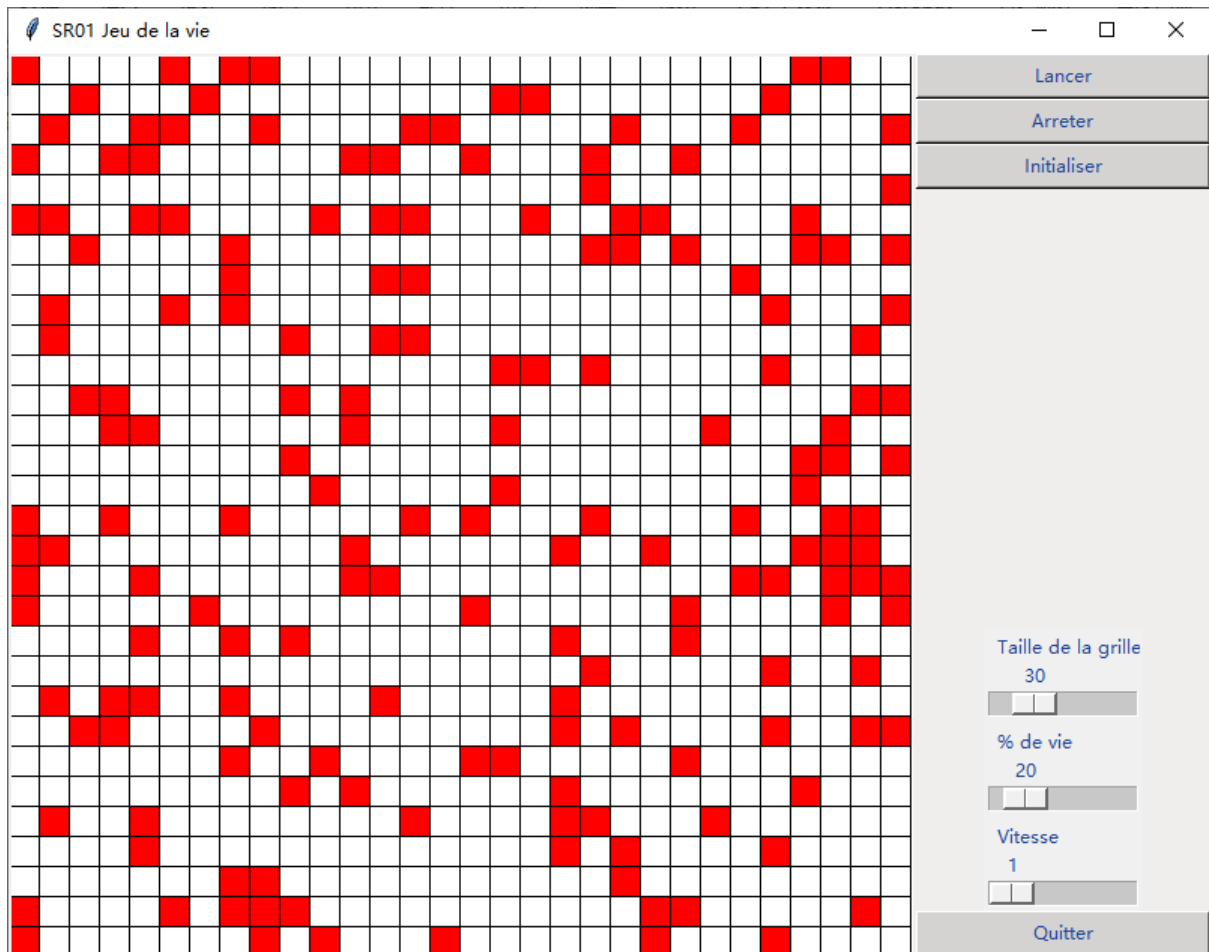 SR01 Jeu de la vie
Lancer
Arreter
Initialiser
Taille de la grille
30
% de vie
20
Vitesse
1
Quitter